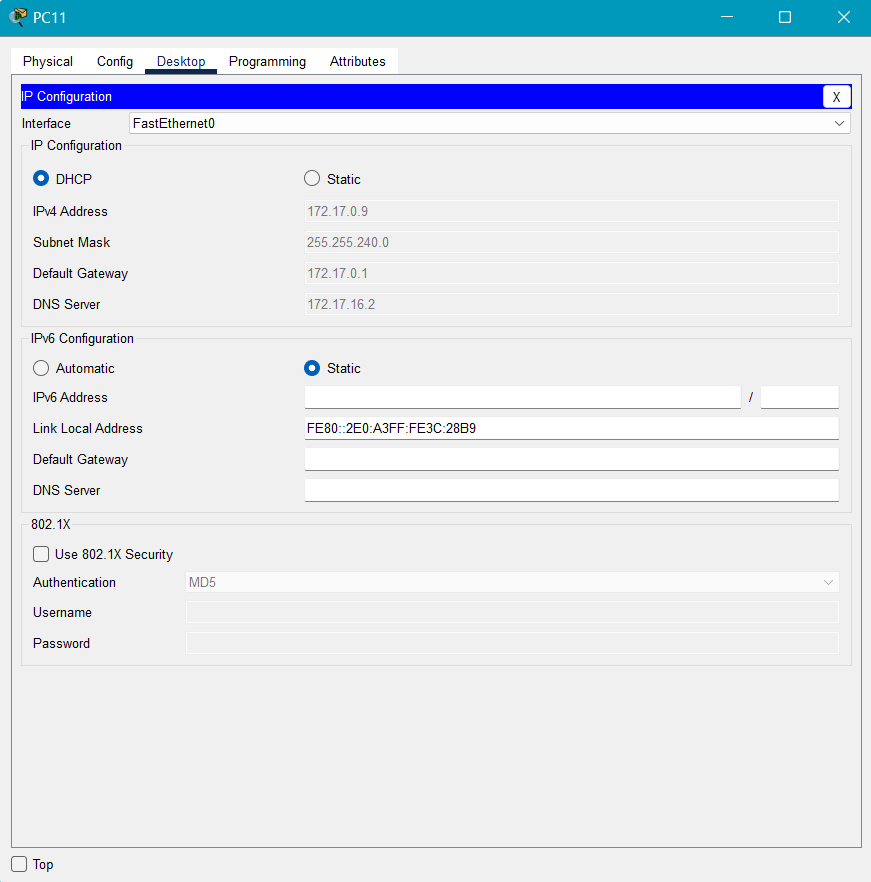 PC11
Physical Config Desktop Programming Attributes
IP Configuration X
Interface FastEthernet0
IP Configuration
DHCP Static
IPv4 Address 172.17.0.9
Subnet Mask 255.255.240.0
Default Gateway 172.17.0.1
DNS Server 172.17.16.2
IPv6 Configuration
Automatic Static
IPv6 Address /
Link Local Address FE80::2E0:A3FF:FE3C:28B9
Default Gateway
DNS Server
802.1X
Use 802.1X Security
Authentication MD5
Username
Password
Top